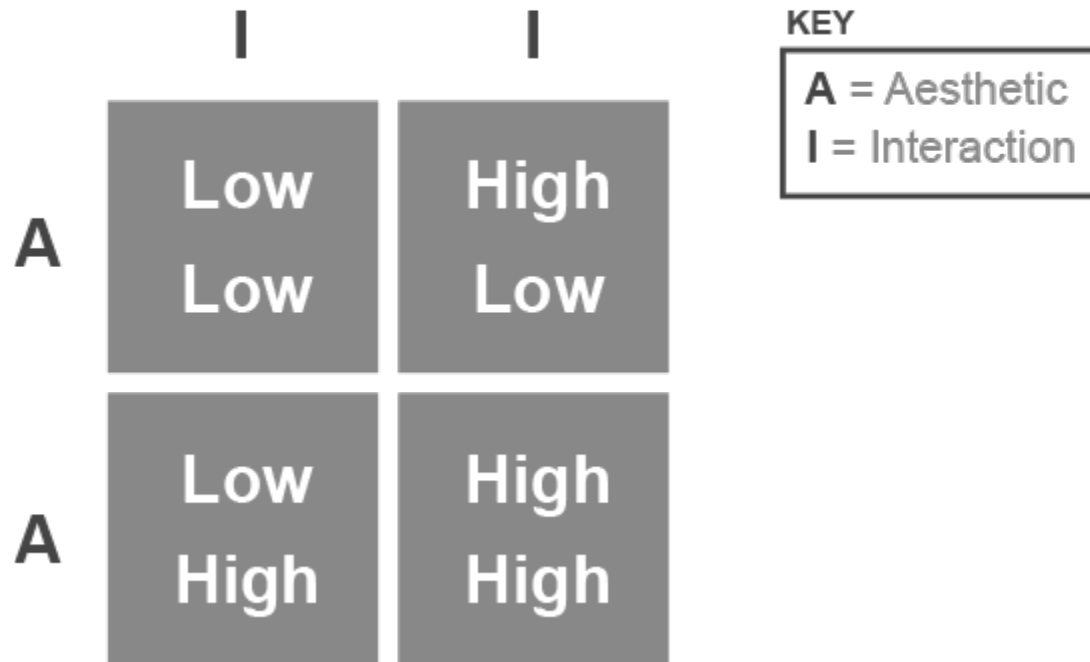 I I
KEY
A = Aesthetic
I = Interaction
A
Low High
Low Low
A
Low High
High High